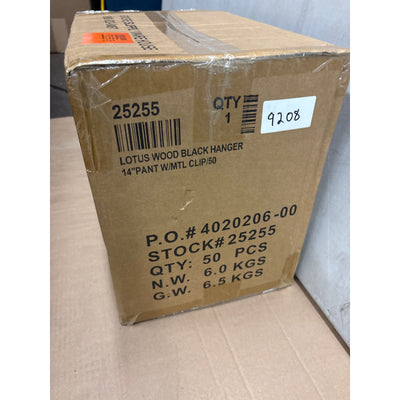 25255
QTY
1
9208
LOTUS WOOD BLACK HANGER
14"PANT W/MTL CLIP/50
P.O.# 4020206-00
STOCK#25255
QTY: 50 PCS
N.W. 6.0 KGS
G.W. 6.5 KGS